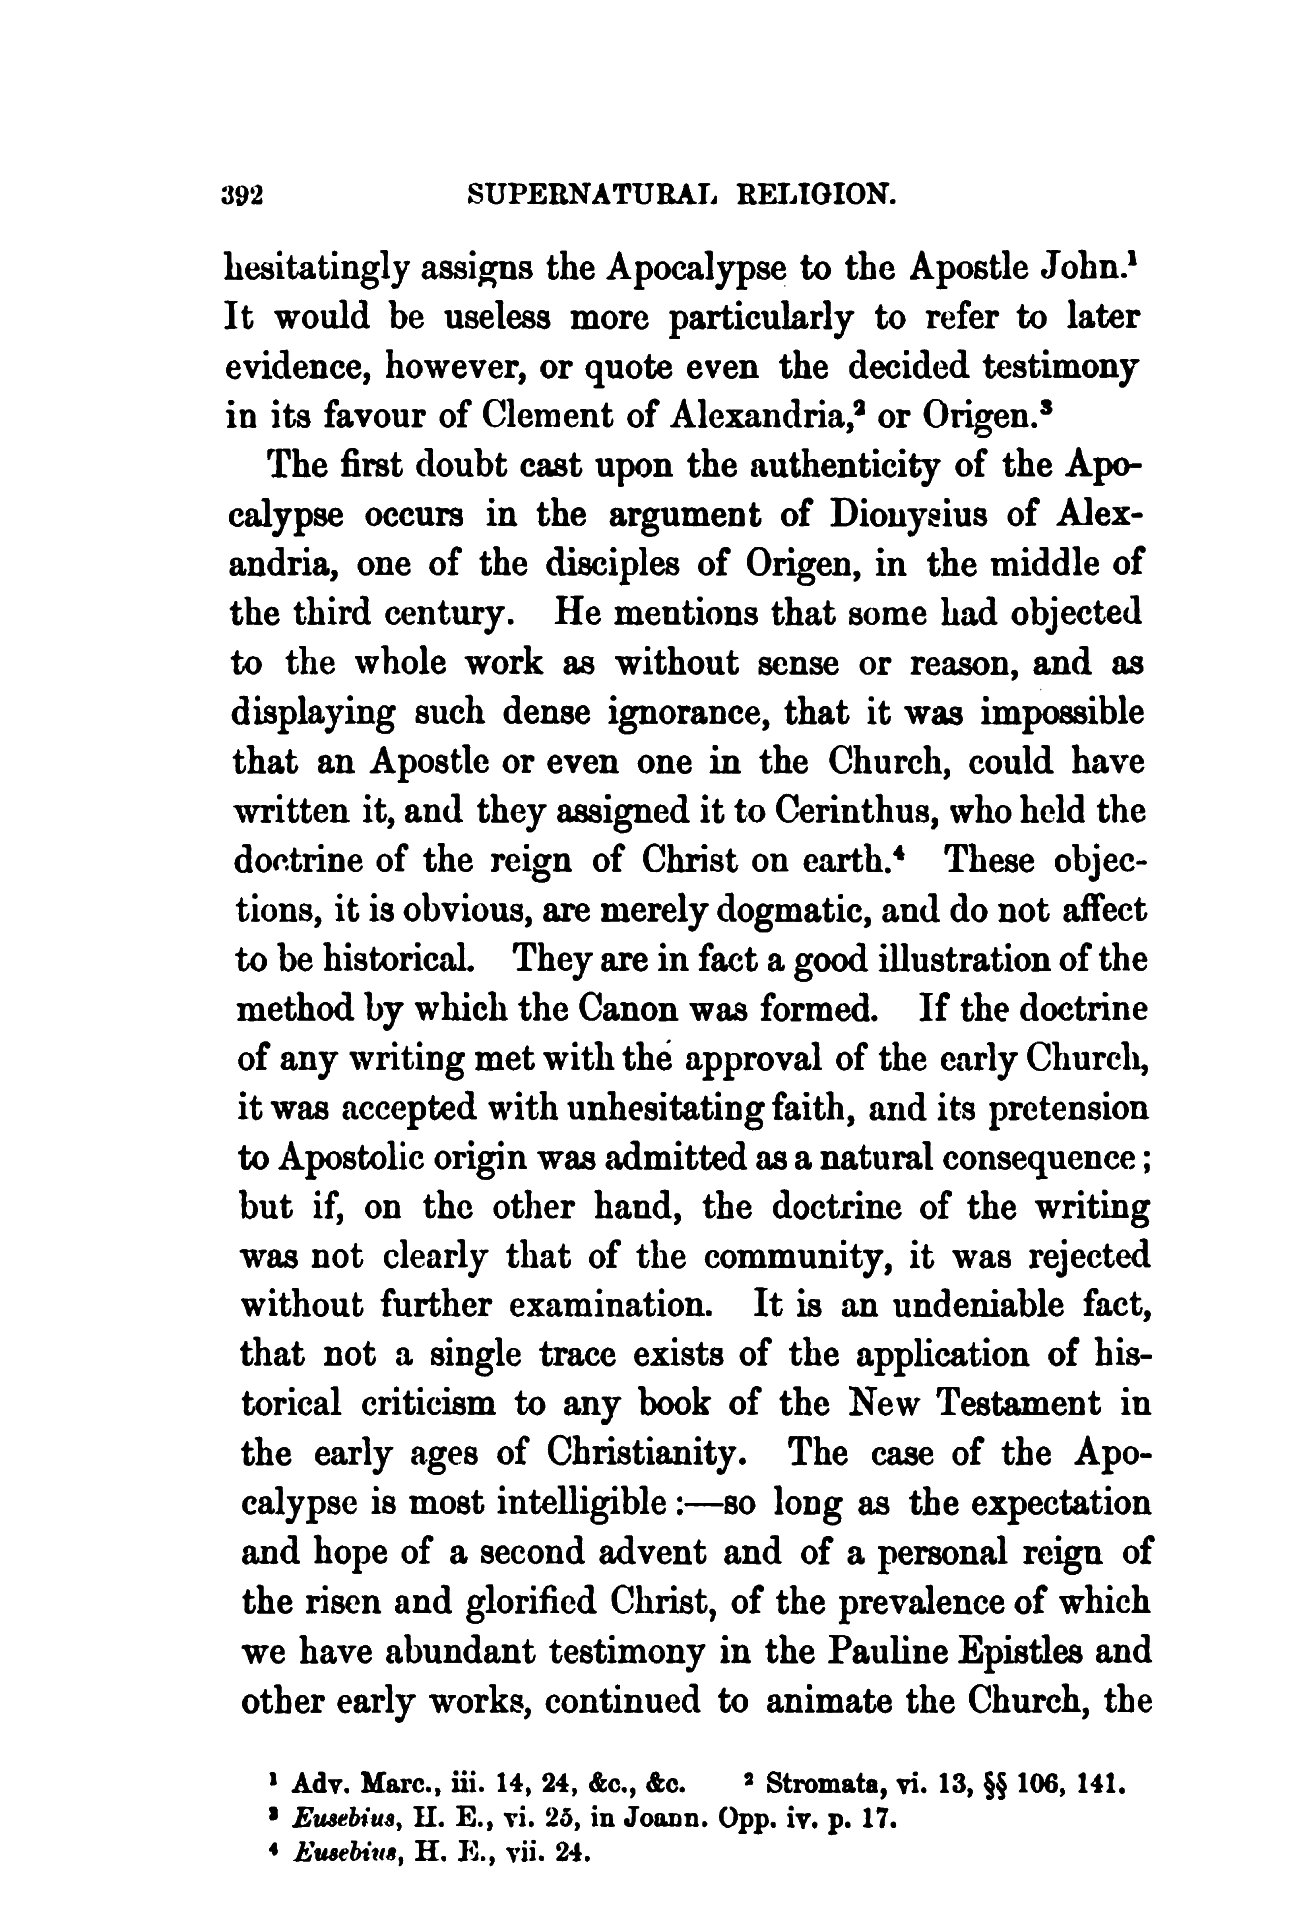 392 SUPERNATURAL RELIGION.
hesitatingly assigns the Apocalypse to the Apostle John.¹
It would be useless more particularly to refer to later
evidence, however, or quote even the decided testimony
in its favour of Clement of Alexandria,² or Origen.³
The first doubt cast upon the authenticity of the Apo-
calypse occurs in the argument of Dionysius of Alex-
andria, one of the disciples of Origen, in the middle of
the third century. He mentions that some had objected
to the whole work as without sense or reason, and as
displaying such dense ignorance, that it was impossible
that an Apostle or even one in the Church, could have
written it, and they assigned it to Cerinthus, who held the
doctrine of the reign of Christ on earth.⁴ These objec-
tions, it is obvious, are merely dogmatic, and do not affect
to be historical. They are in fact a good illustration of the
method by which the Canon was formed. If the doctrine
of any writing met with the approval of the early Church,
it was accepted with unhesitating faith, and its pretension
to Apostolic origin was admitted as a natural consequence;
but if, on the other hand, the doctrine of the writing
was not clearly that of the community, it was rejected
without further examination. It is an undeniable fact,
that not a single trace exists of the application of his-
torical criticism to any book of the New Testament in
the early ages of Christianity. The case of the Apo-
calypse is most intelligible:—so long as the expectation
and hope of a second advent and of a personal reign of
the risen and glorified Christ, of the prevalence of which
we have abundant testimony in the Pauline Epistles and
other early works, continued to animate the Church, the
¹ Adv. Marc., iii. 14, 24, &c., &c. ² Stromata, vi. 13, §§ 106, 141.
³ Eusebius, H. E., vi. 25, in Joann. Opp. iv. p. 17.
⁴ Eusebius, H. E., vii. 24.